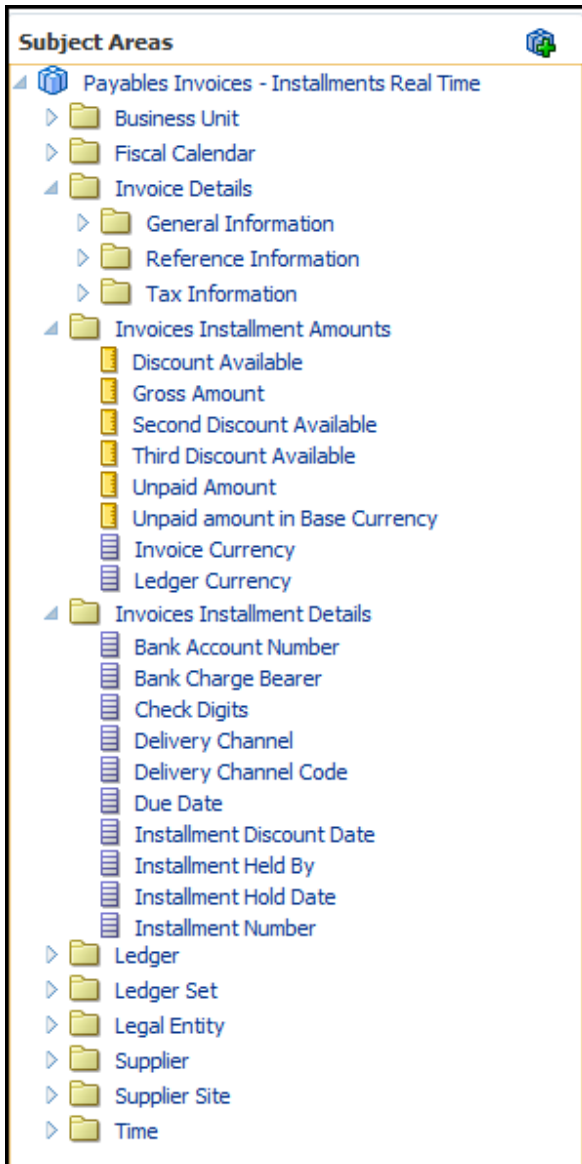 Subject Areas
Payables Invoices - Installments Real Time
Business Unit
Fiscal Calendar
Invoice Details
General Information
Reference Information
Tax Information
Invoices Installment Amounts
Discount Available
Gross Amount
Second Discount Available
Third Discount Available
Unpaid Amount
Unpaid amount in Base Currency
Invoice Currency
Ledger Currency
Invoices Installment Details
Bank Account Number
Bank Charge Bearer
Check Digits
Delivery Channel
Delivery Channel Code
Due Date
Installment Discount Date
Installment Held By
Installment Hold Date
Installment Number
Ledger
Ledger Set
Legal Entity
Supplier
Supplier Site
Time